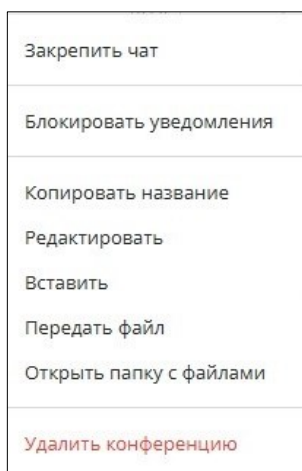 Закрепить чат
Блокировать уведомления
Копировать название
Редактировать
Вставить
Передать файл
Открыть папку с файлами
Удалить конференцию